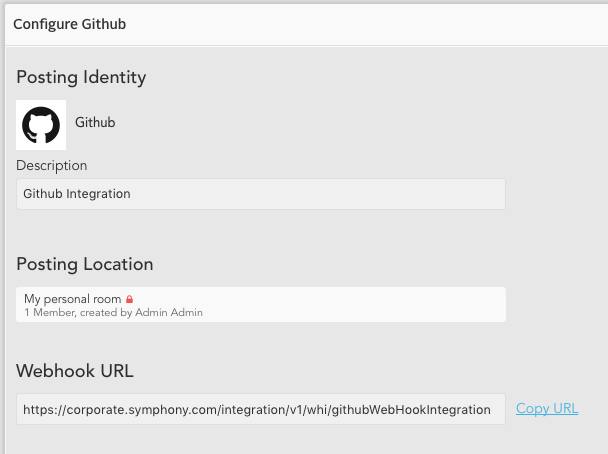 Configure Github
Posting Identity
Github
Description
Github Integration
Posting Location
My personal room
1 Member, created by Admin Admin
Webhook URL
https://corporate.symphony.com/integration/v1/whi/githubWebHookIntegration
Copy URL